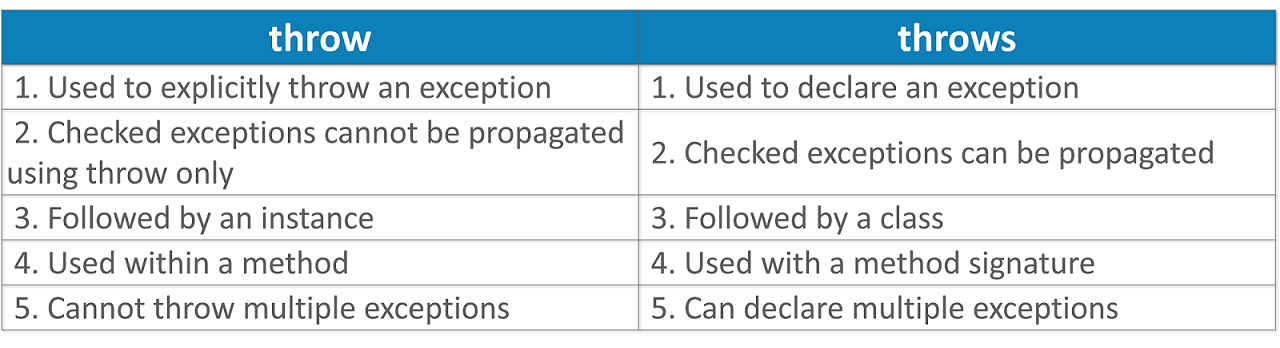 throw throws
1. Used to explicitly throw an exception 1. Used to declare an exception
2. Checked exceptions cannot be propagated
using throw only 2. Checked exceptions can be propagated
3. Followed by an instance 3. Followed by a class
4. Used within a method 4. Used with a method signature
5. Cannot throw multiple exceptions 5. Can declare multiple exceptions